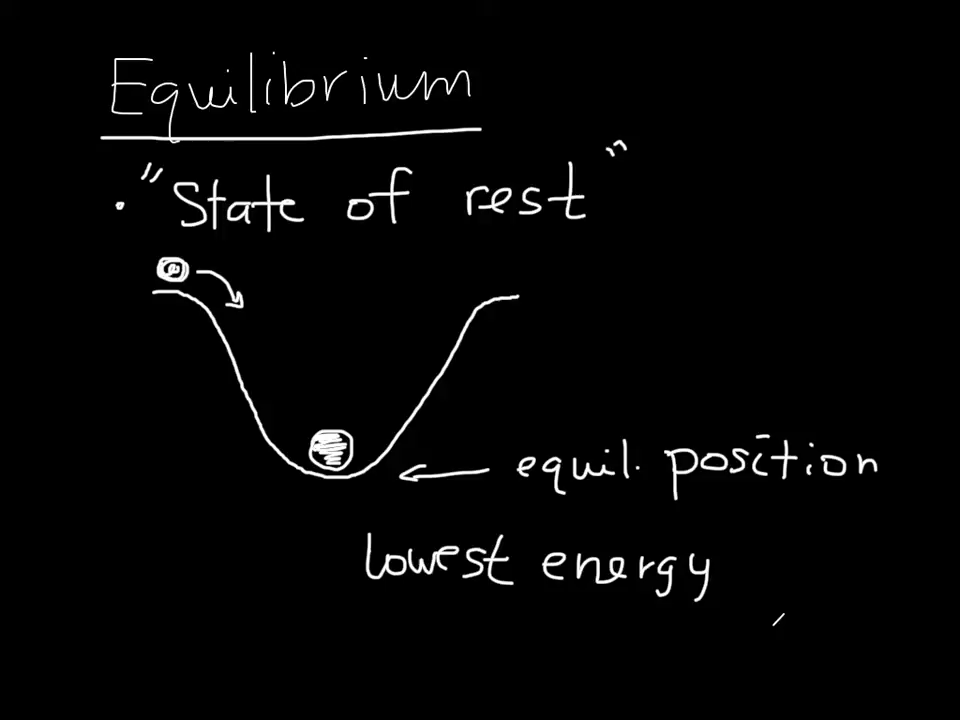 Equilibrium
• "State of rest"
equil. position
lowest energy